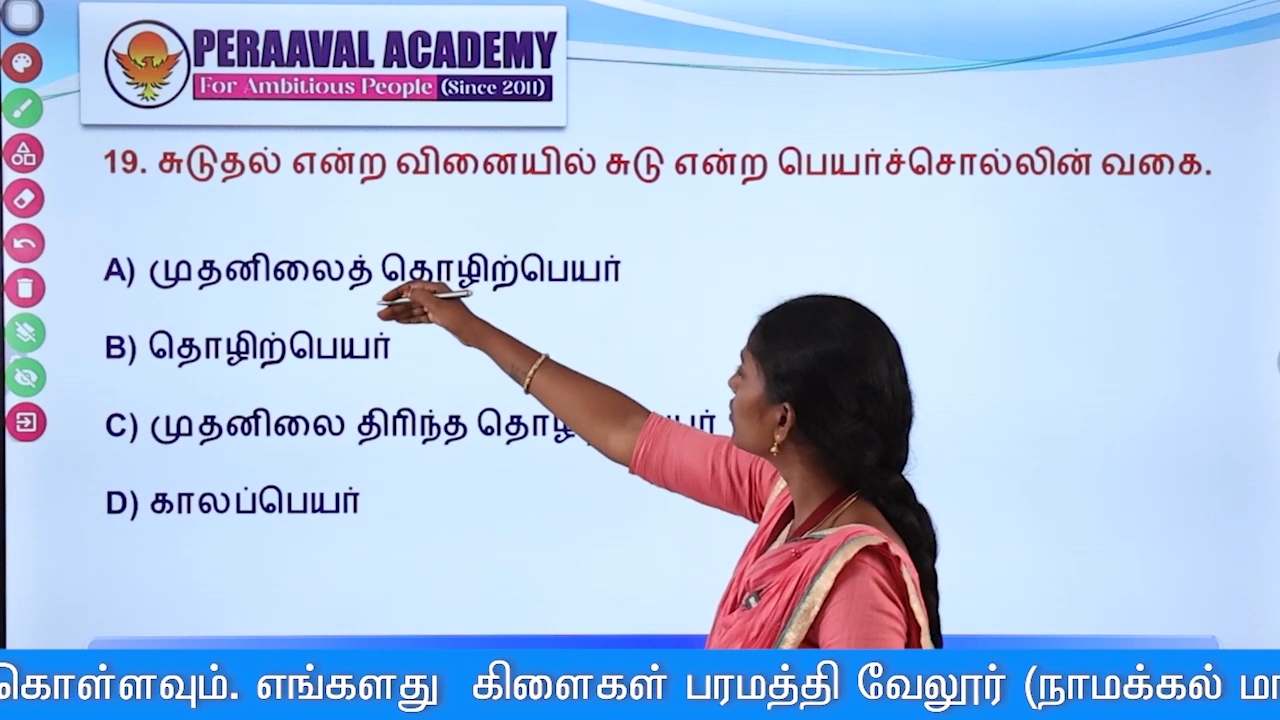 PERAAVAL ACADEMY
For Ambitious People (Since 2011)
19. சுடுதல் என்ற வினையில் சுடு என்ற பெயர்ச்சொல்லின் வகை.
A) முதனிலைத் தொழிற்பெயர்
B) தொழிற்பெயர்
C) முதனிலை திரிந்த
D) காலப்பெயர்
கொள்ளவும். எங்களது கிளைகள் பரமத்தி வேலூர் (நாமக்கல்